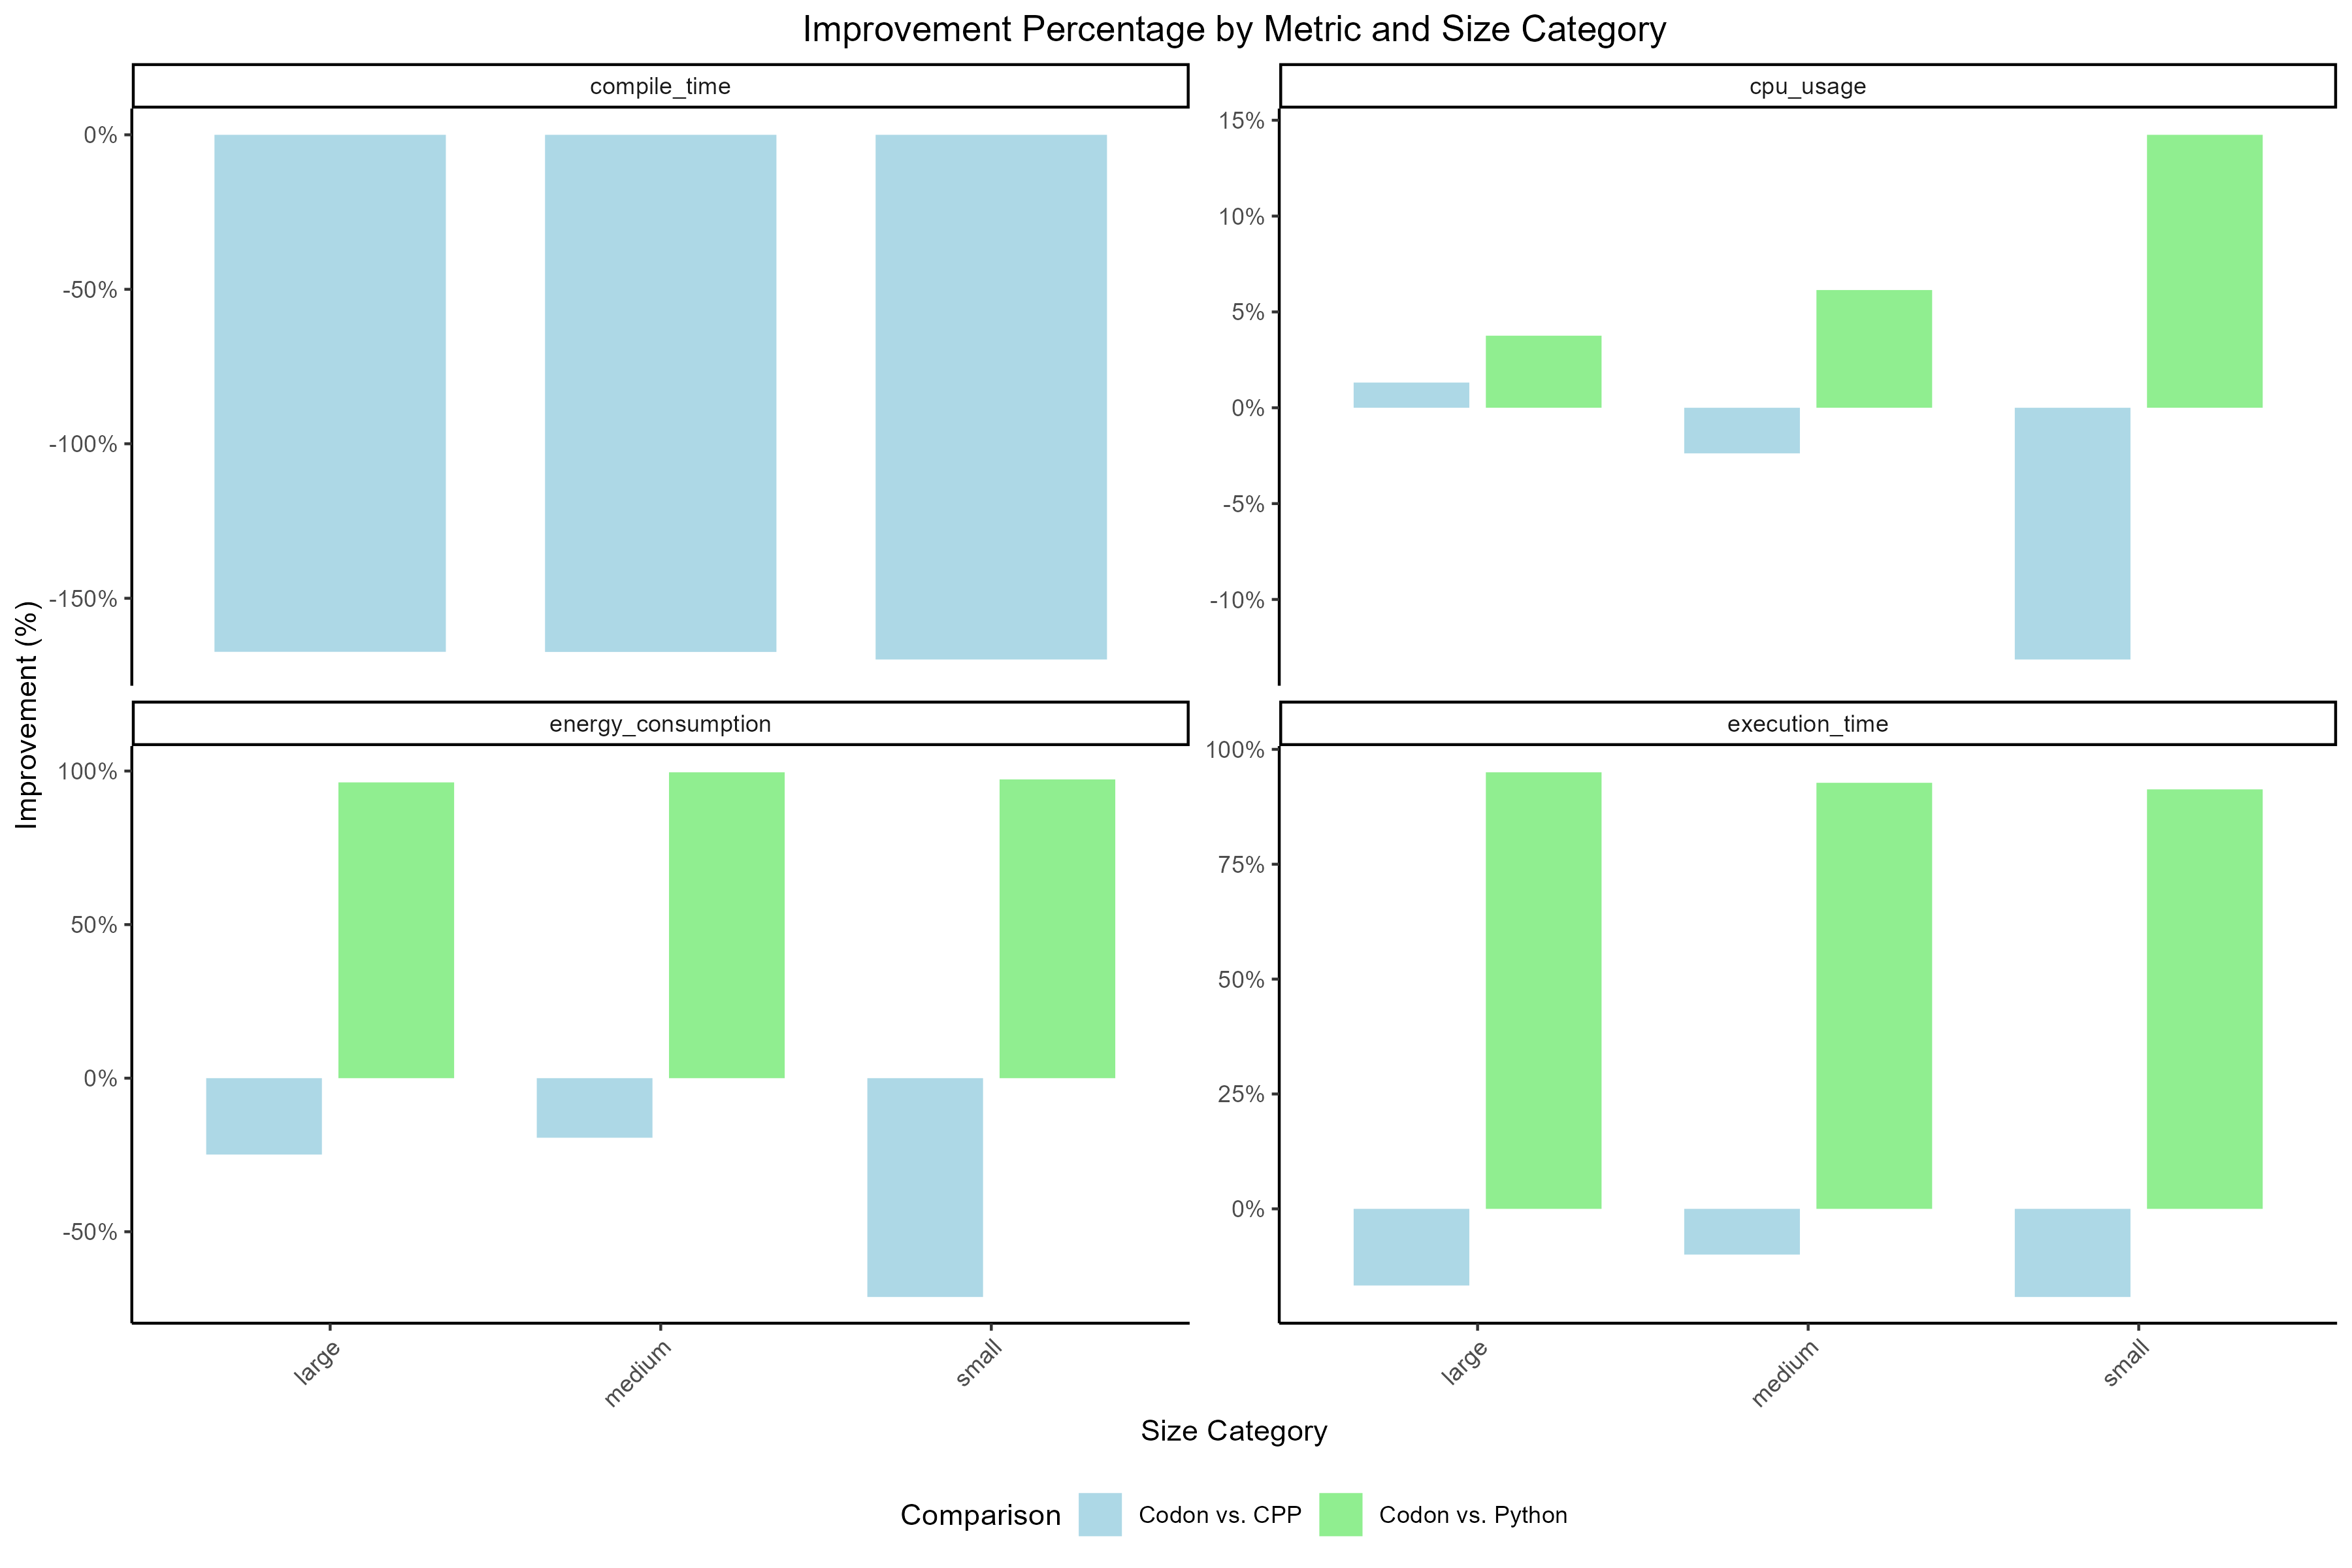 Improvement Percentage by Metric and Size Category
compile_time
cpu_usage
0%
-50%
-100%
-150%
15%
10%
5%
0%
-5%
-10%
Improvement (%)
energy_consumption
execution_time
100%
50%
0%
-50%
100%
75%
50%
25%
0%
large
medium
small
large
medium
small
Size Category
Comparison
Codon vs. CPP
Codon vs. Python